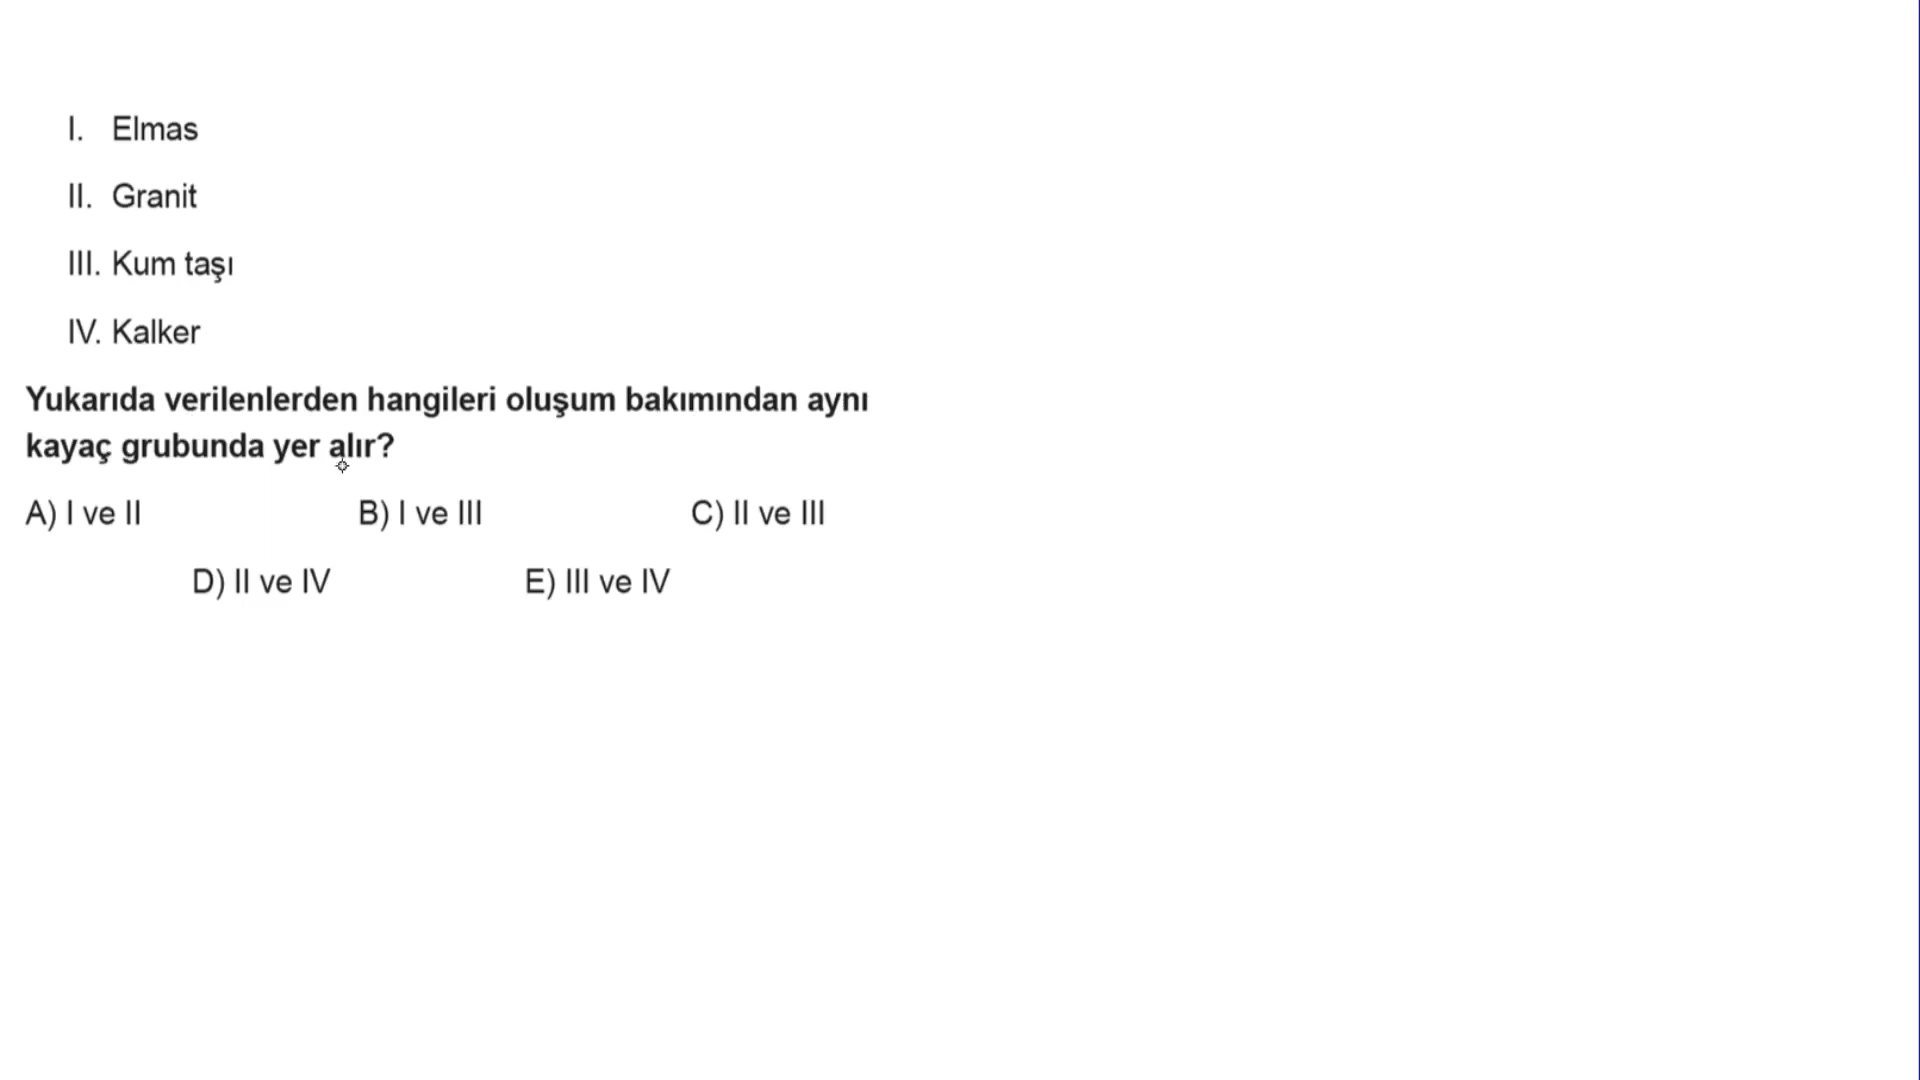 I. Elmas
II. Granit
III. Kum taşı
IV. Kalker
Yukarıda verilenlerden hangileri oluşum bakımından aynı
kayaç grubunda yer alır?
A) I ve II B) I ve III C) II ve III
D) II ve IV E) III ve IV